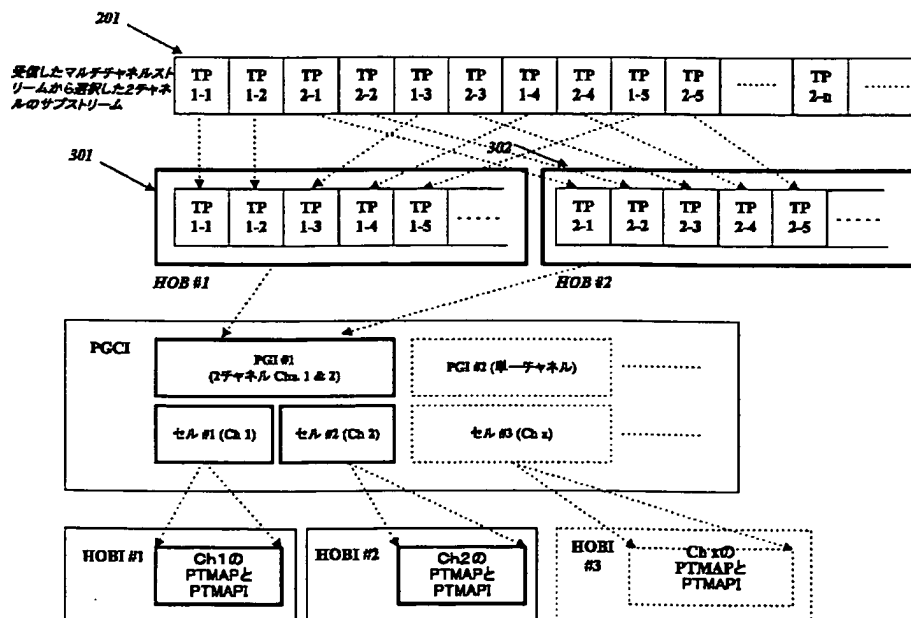 201
受信したマルチチャネルスト
リームから選択した2チャネ
ルのサブストリーム
TP 1-1
TP 1-2
TP 2-1
TP 2-2
TP 1-3
TP 2-3
TP 1-4
TP 2-4
TP 1-5
TP 2-5
........
TP 2-n
........
301
302
TP 1-1
TP 1-2
TP 1-3
TP 1-4
TP 1-5
......
TP 2-1
TP 2-2
TP 2-3
TP 2-4
TP 2-5
......
HOB #1
HOB #2
PGCI
PGI #1
(2チャネル Chs. 1 & 2)
PGI #2 (単一チャネル)
........
セル #1 (Ch 1)
セル #2 (Ch 2)
セル #3 (Ch x)
........
HOBI #1
Ch1の
PTMAPと
PTMAPI
HOBI #2
Ch2の
PTMAPと
PTMAPI
HOBI
#3
Ch xの
PTMAPと
PTMAPI